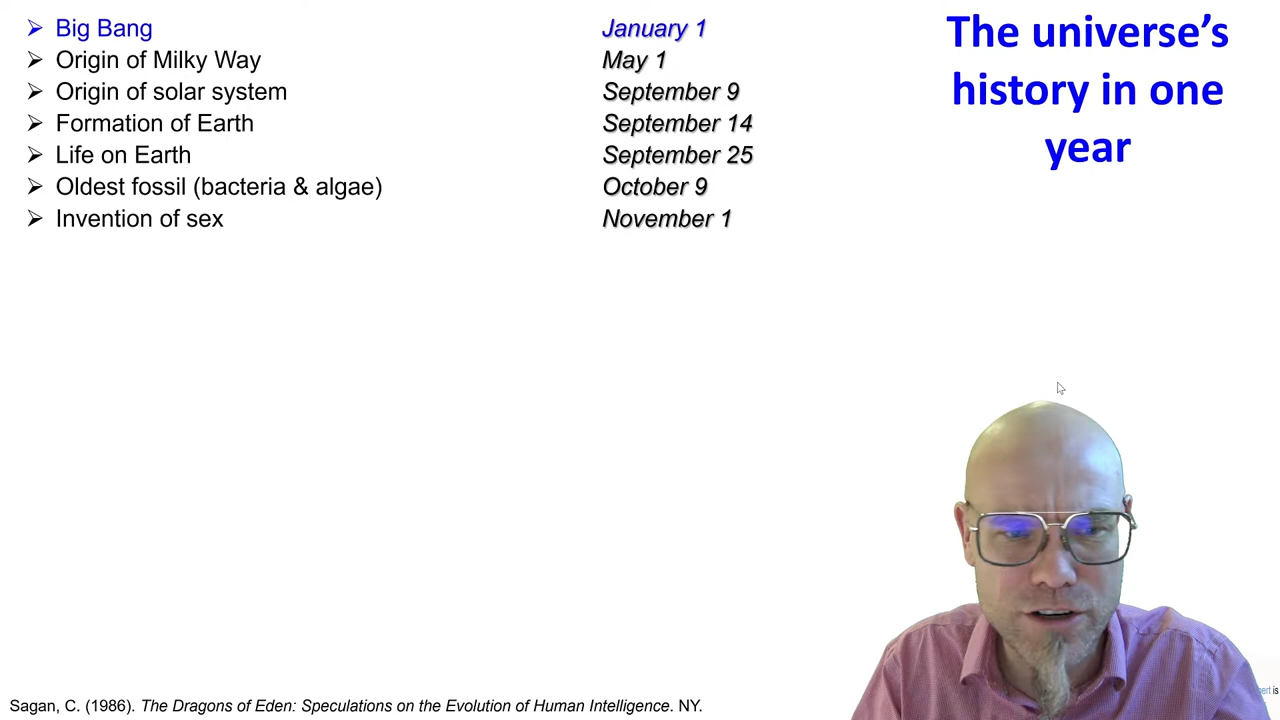 Big Bang January 1
Origin of Milky Way May 1
Origin of solar system September 9
Formation of Earth September 14
Life on Earth September 25
Oldest fossil (bacteria & algae) October 9
Invention of sex November 1
The universe’s
history in one
year
is
Sagan, C. (1986). The Dragons of Eden: Speculations on the Evolution of Human Intelligence. NY.